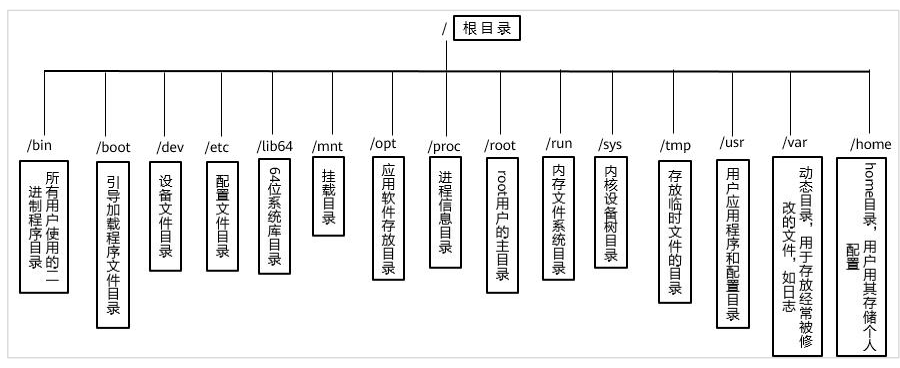 / 根目录
/bin
/boot
/dev
/etc
/lib64
/mnt
/opt
/proc
/root
/run
/sys
/tmp
/usr
/var
/home
所有用户使用的二
进制程序目录
引导加载程序文件目录
设备文件目录
配置文件目录
64位系统库目录
挂载目录
应用软件存放目录
进程信息目录
root用户的主目录
内存文件系统目录
内核设备树目录
存放临时文件的目录
用户应用程序和配置目录
动态目录，用于存放经常被修
改的文件，如日志
home目录，用户用其存储个人
配置